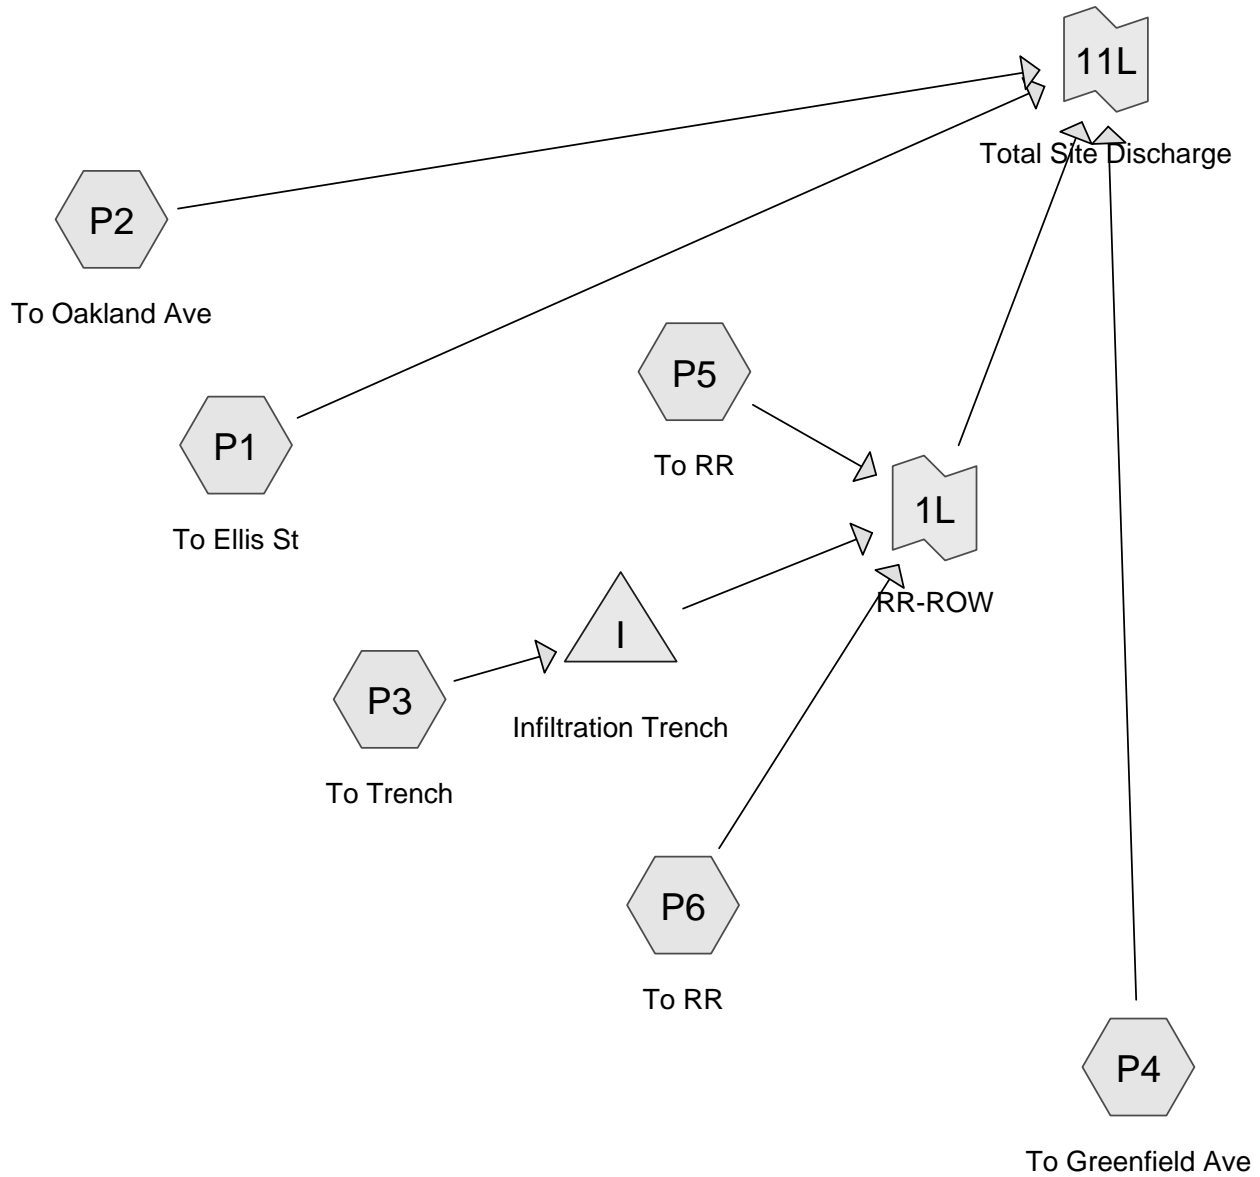 11L
Total Site Discharge
P2
To Oakland Ave
P5
To RR
P1
To Ellis St
1L
RR-ROW
I
Infiltration Trench
P3
To Trench
P6
To RR
P4
To Greenfield Ave